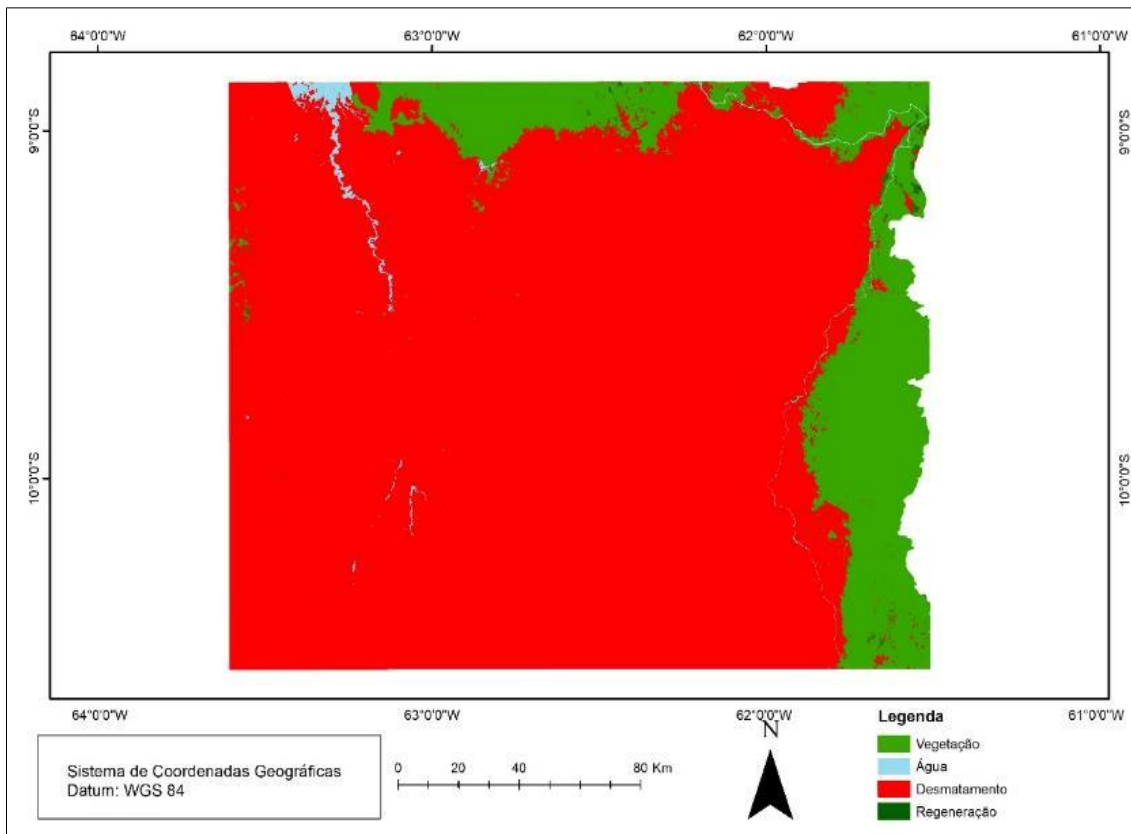 64°0'0"W 63°0'0"W 62°0'0"W 61°0'0"W
9°0'0"S 9°0'0"S
10°0'0"S 10°0'0"S
64°0'0"W 63°0'0"W 62°0'0"W 61°0'0"W
Sistema de Coordenadas Geográficas
Datum: WGS 84
0 20 40 80 Km
N
Legenda
Vegetação
Água
Desmatamento
Regeneração